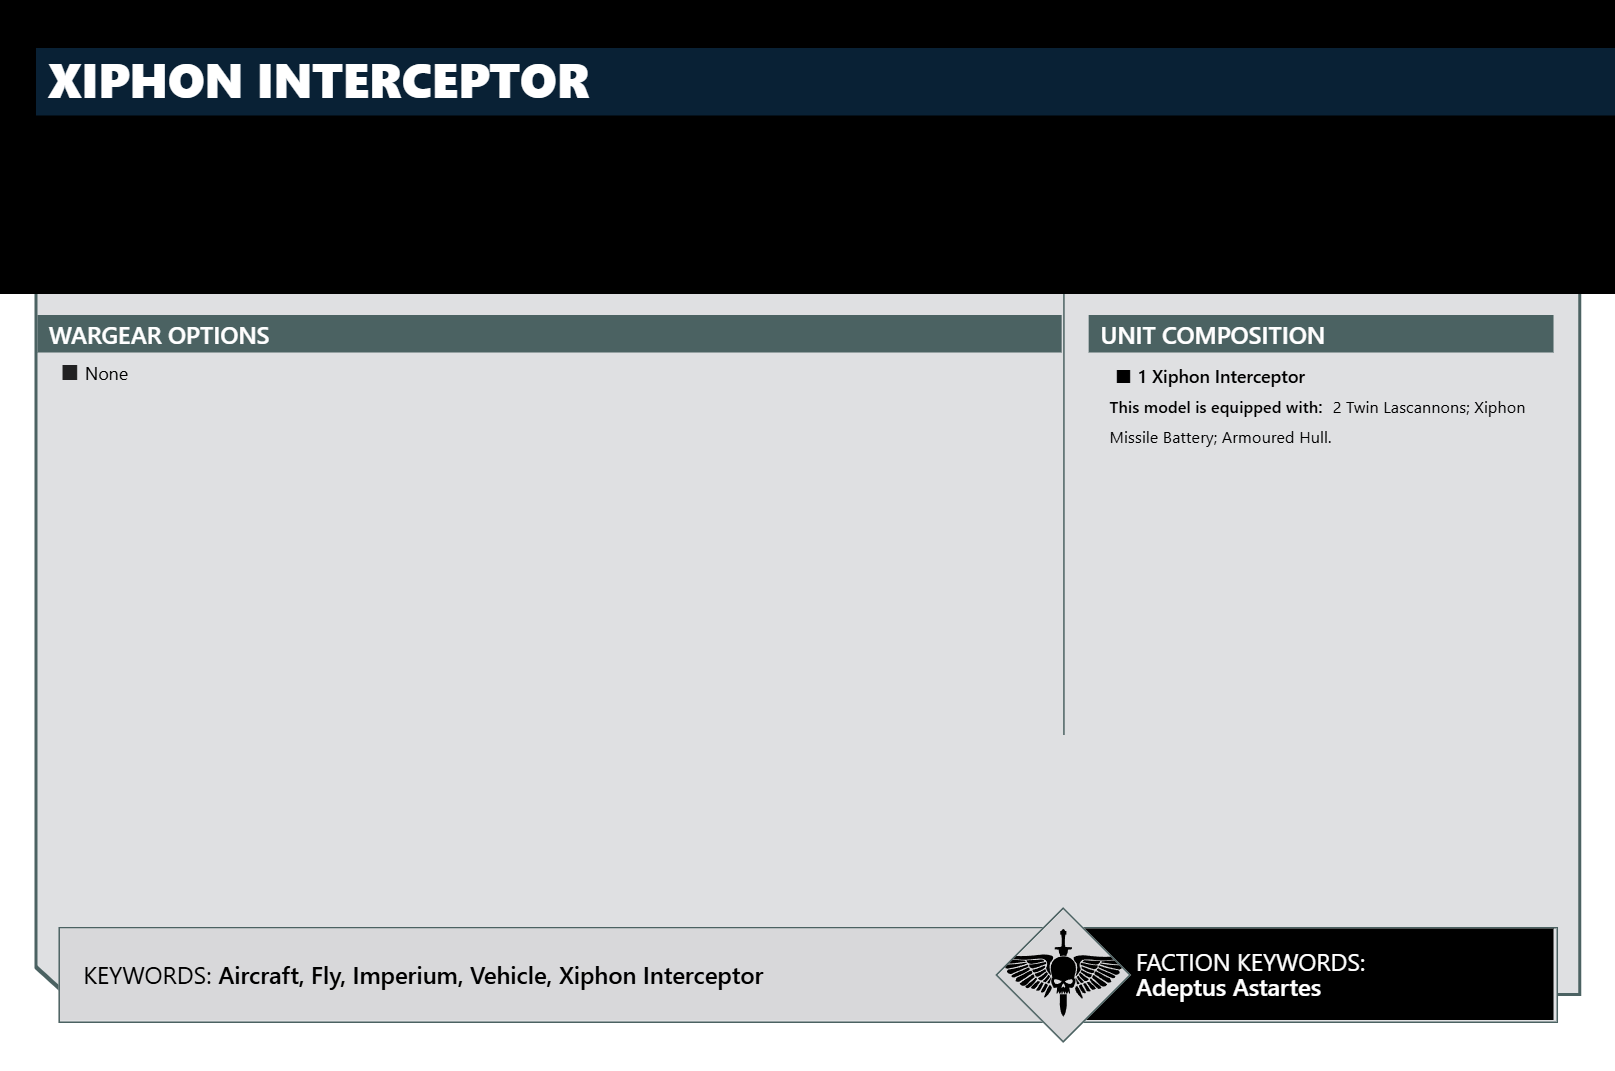 XIPHON INTERCEPTOR
WARGEAR OPTIONS
■ None
UNIT COMPOSITION
■ 1 Xiphon Interceptor
This model is equipped with: 2 Twin Lascannons; Xiphon
Missile Battery; Armoured Hull.
KEYWORDS: Aircraft, Fly, Imperium, Vehicle, Xiphon Interceptor
FACTION KEYWORDS:
Adeptus Astartes